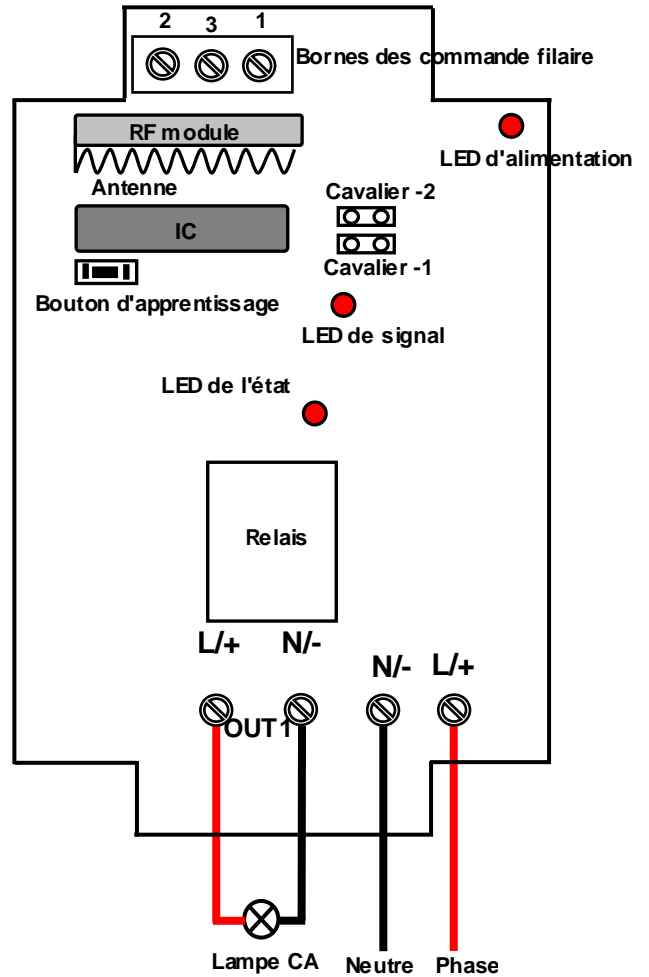 2 3 1
Bornes des commande filaire
RF module
LED d'alimentation
Antenne
Cavalier -2
IC
Cavalier -1
Bouton d'apprentissage
LED de signal
LED de l'état
Relais
L/+ N/- N/- L/+
OUT1
Lampe CA Neutre Phase